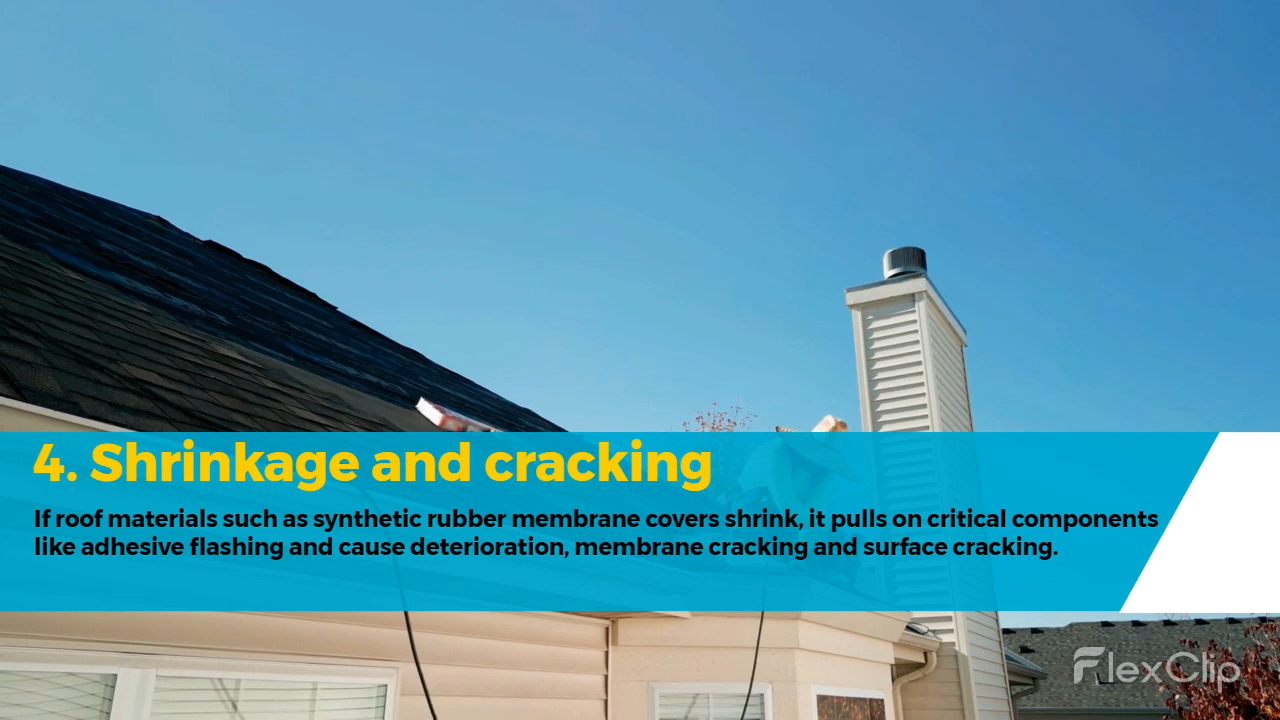 4. Shrinkage and cracking
If roof materials such as synthetic rubber membrane covers shrink, it pulls on critical components
like adhesive flashing and cause deterioration, membrane cracking and surface cracking.
FlexClip